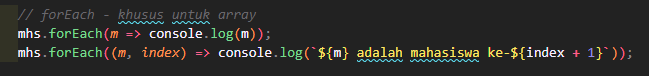 // forEach - khusus untuk array
mhs.forEach(m => console.log(m));
mhs.forEach((m, index) => console.log(`${m} adalah mahasiswa ke-${index + 1}`));